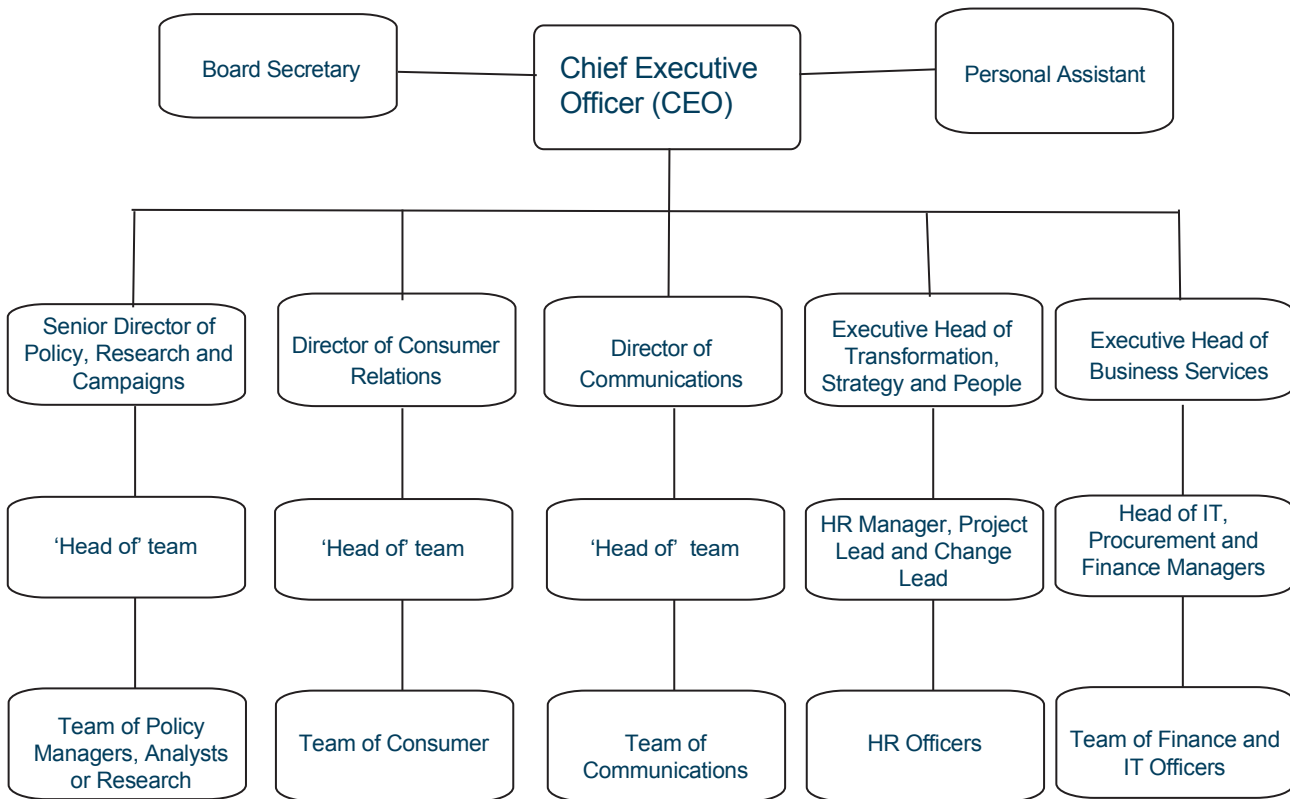 Board Secretary
Chief Executive
Officer (CEO)
Personal Assistant
Senior Director of
Policy, Research and
Campaigns
Director of Consumer
Relations
Director of
Communications
Executive Head of
Transformation,
Strategy and People
Executive Head of
Business Services
‘Head of’ team
‘Head of’ team
‘Head of’  team
HR Manager, Project
Lead and Change
Lead
Head of IT,
Procurement and
Finance Managers
Team of Policy
Managers, Analysts
or Research
Team of Consumer
Team of
Communications
HR Officers
Team of Finance and
IT Officers